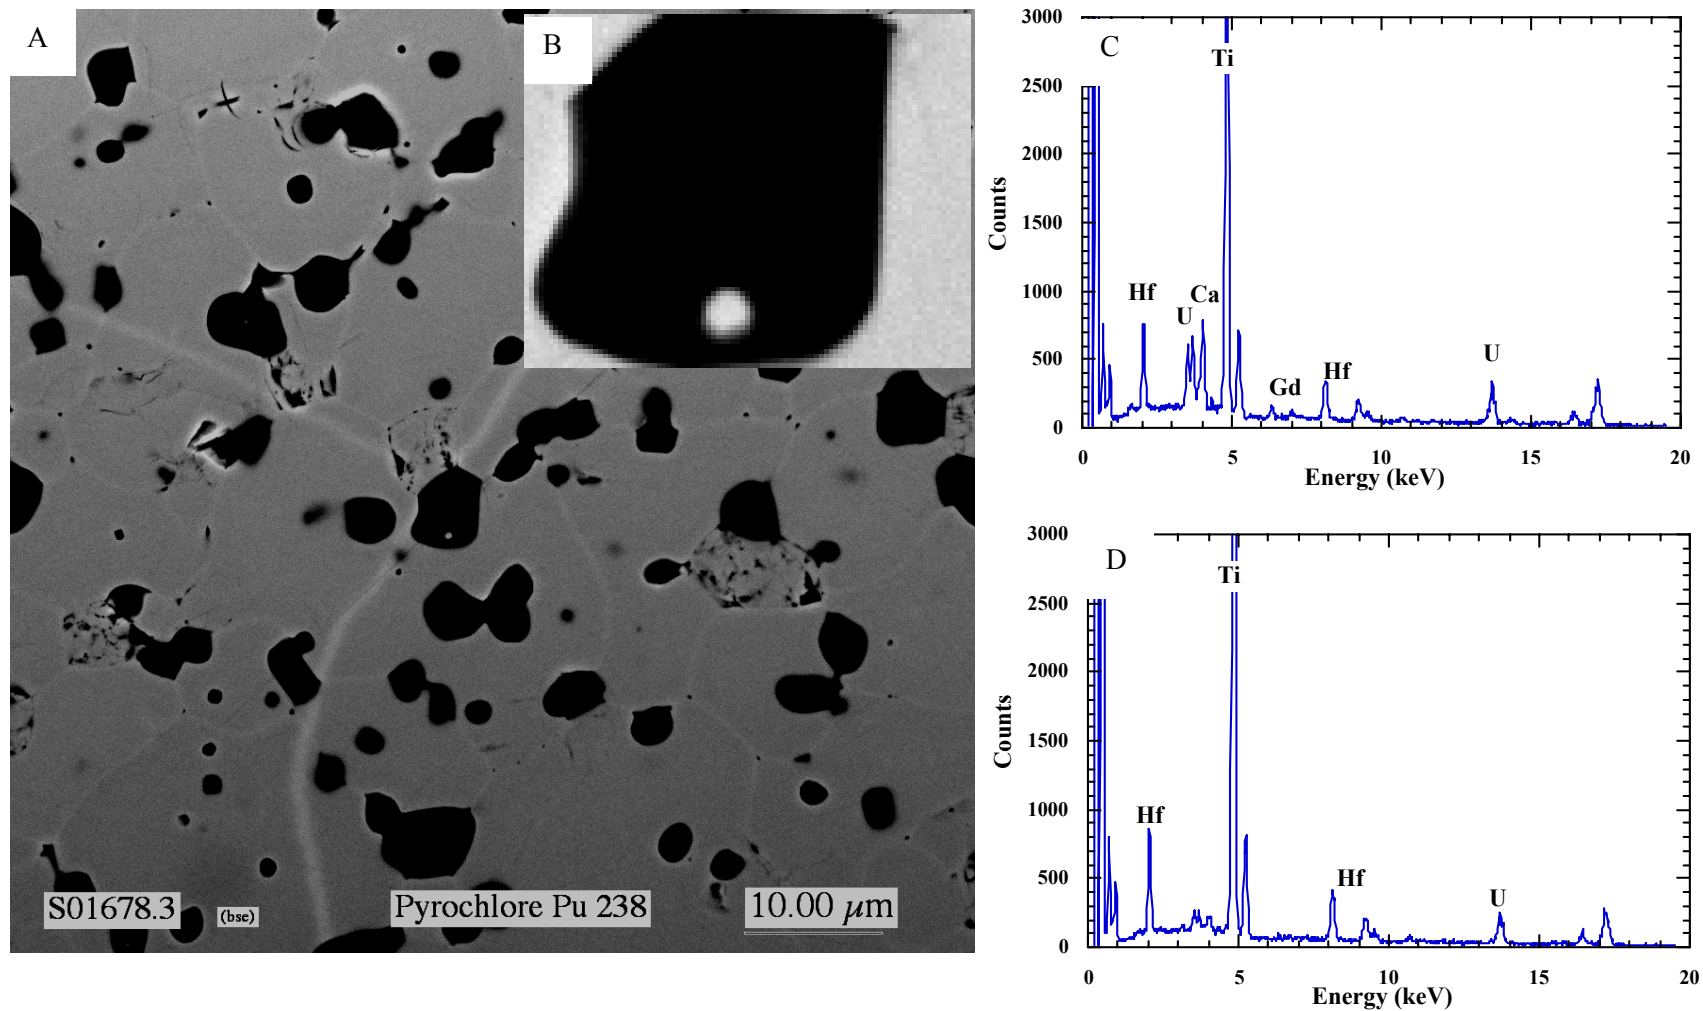 A
B
S01678.3
(bse)
Pyrochlore Pu 238
10.00 μm
C
3000
2500
2000
1500
1000
500
0
Counts
Ti
Hf
U
Ca
Gd
Hf
U
0 5 10 15 20
Energy (keV)
D
3000
2500
2000
1500
1000
500
0
Counts
Ti
Hf
Hf
U
0 5 10 15 20
Energy (keV)